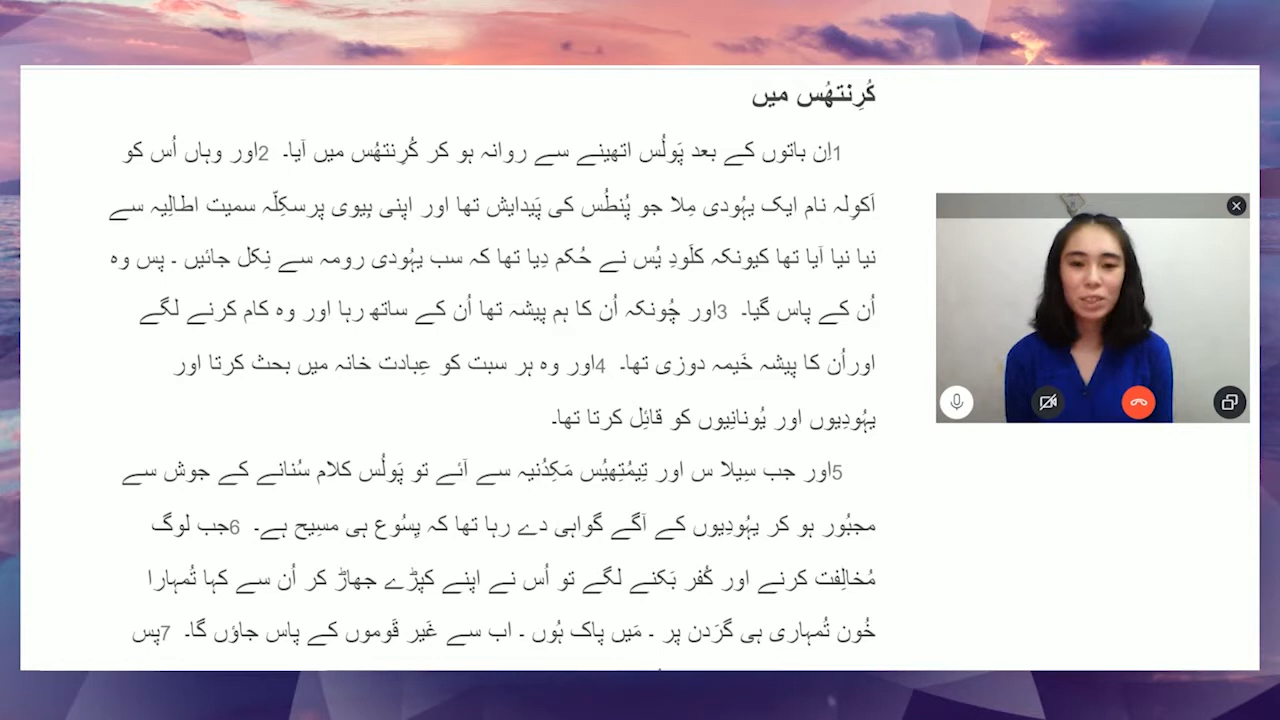 کُرِنتھُس میں
1اِن باتوں کے بعد پَولُس اتھینے سے روانہ ہو کر کُرِنتھُس میں آیا۔ 2اور وہاں اُس کو
اَکوِلہ نام ایک یہُودی مِلا جو پُنطُس کی پَیدایش تھا اور اپنی بِیوی پرسکِلّہ سمیت اطالِیہ سے
نیا نیا آیا تھا کیونکہ کلَودِ یُس نے حُکم دِیا تھا کہ سب یہُودی رومہ سے نِکل جائیں ۔ پس وہ
اُن کے پاس گیا۔ 3اور چُونکہ اُن کا ہم پیشہ تھا اُن کے ساتھ رہا اور وہ کام کرنے لگے
اوراُن کا پیشہ خَیمہ دوزی تھا۔ 4اور وہ ہر سبت کو عِبادت خانہ میں بحث کرتا اور
یہُودِیوں اور یُونانِیوں کو قائِل کرتا تھا۔
5اور جب سِیلا س اور تِیمُتِھیُس مَکِدُنیہ سے آئے تو پَولُس کلام سُنانے کے جوش سے
مجبُور ہو کر یہُودِیوں کے آگے گواہی دے رہا تھا کہ یِسُوع ہی مسِیح ہے۔ 6جب لوگ
مُخالِفت کرنے اور کُفر بَکنے لگے تو اُس نے اپنے کپڑے جھاڑ کر اُن سے کہا تُمہارا
خُون تُمہاری ہی گرَدن پر ۔ مَیں پاک ہُوں ۔ اب سے غَیر قَوموں کے پاس جاؤں گا۔ 7پس